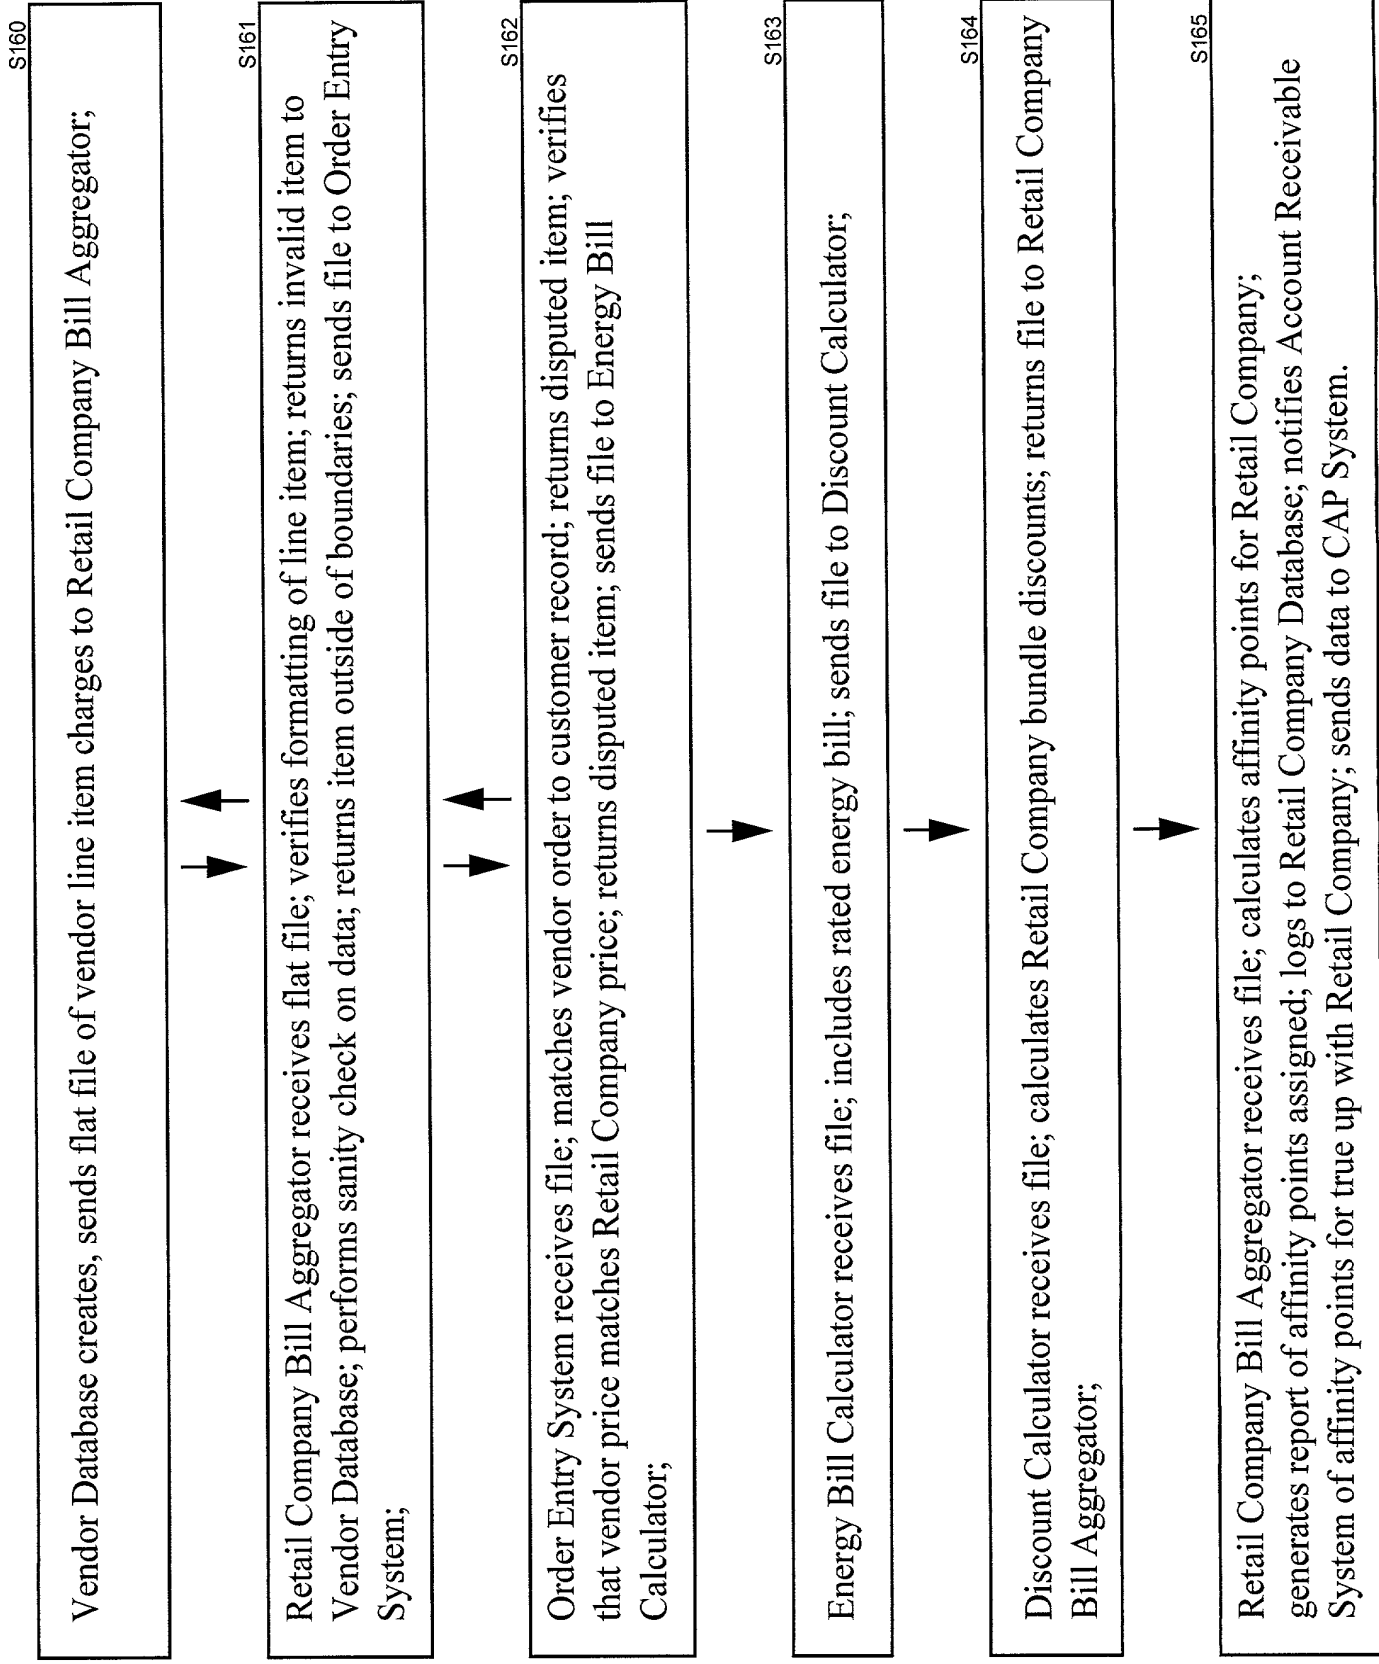 S160
Vendor Database creates, sends flat file of vendor line item charges to Retail Company Bill Aggregator;
S161
Retail Company Bill Aggregator receives flat file; verifies formating of line item; returns invalid item to
Vendor Database; performs sanity check on data; returns item outside of boundaries; sends file to Order Entry
System;
S162
Order Entry System receives file; matches vendor order to customer record; returns disputed item; verifies
that vendor price matches Retail Company price; returns disputed item; sends file to Energy Bill
Calculator;
S163
Energy Bill Calculator receives file; includes rated energy bill; sends file to Discount Calculator;
S164
Discount Calculator receives file; calculates Retail Company bundle discounts; returns file to Retail Company
Bill Aggregator;
S165
Retail Company Bill Aggregator receives file; calculates affinity points for Retail Company;
generates report of affinity points assigned; logs to Retail Company Database; notifies Account Receivable
System of affinity points for true up with Retail Company; sends data to CAP System.